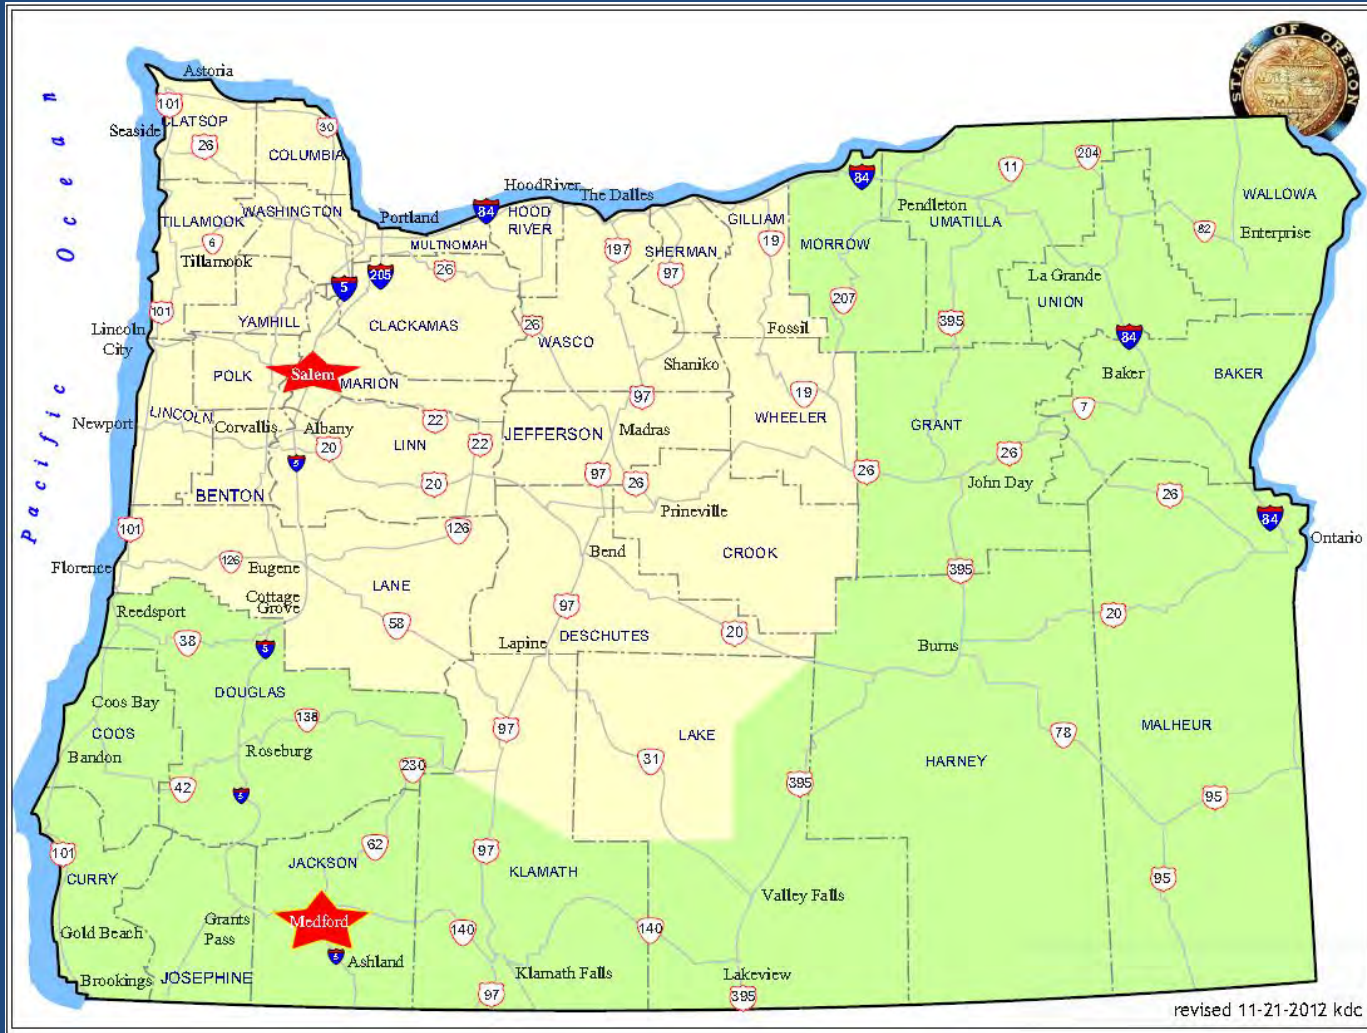 STATE OF OREGON
Pacific Ocean
Astoria
101
CLATSOP
Seaside
26
30
COLUMBIA
HoodRiver
The Dalles
84
11
204
84
WALLOWA
TILLAMOOK
WASHINGTON
Portland
84
HOOD
RIVER
GILLIAM
Pendleton
UMATILLA
82
Enterprise
6
Tillamook
MULTNOMAH
26
197
SHERMAN
19
MORROW
5
205
97
La Grande
UNION
101
207
Lincoln
City
YAMHILL
CLACKAMAS
26
WASCO
Fossil
395
84
POLK
Salem
MARION
Shaniko
Baker
BAKER
97
19
7
Newport
LINCOLN
Corvallis
Albany
22
JEFFERSON
Madras
WHEELER
GRANT
20
LINN
22
5
26
97
26
20
26
John Day
26
BENTON
Prineville
84
101
126
Ontario
Florence
126
Eugene
Bend
CROOK
395
LANE
Cottage
Grove
Reedsport
97
20
58
20
38
5
Lapine
DESCHUTES
Burns
DOUGLAS
Coos Bay
COOS
138
97
LAKE
78
MALHEUR
Bandon
Roseburg
230
31
HARNEY
42
5
395
95
101
CURRY
JACKSON
62
97
KLAMATH
95
Valley Falls
Gold Beach
Grants
Pass
Medford
140
140
5
Ashland
Brookings
JOSEPHINE
Klamath Falls
Lakeview
97
395
revised 11-21-2012 kdc